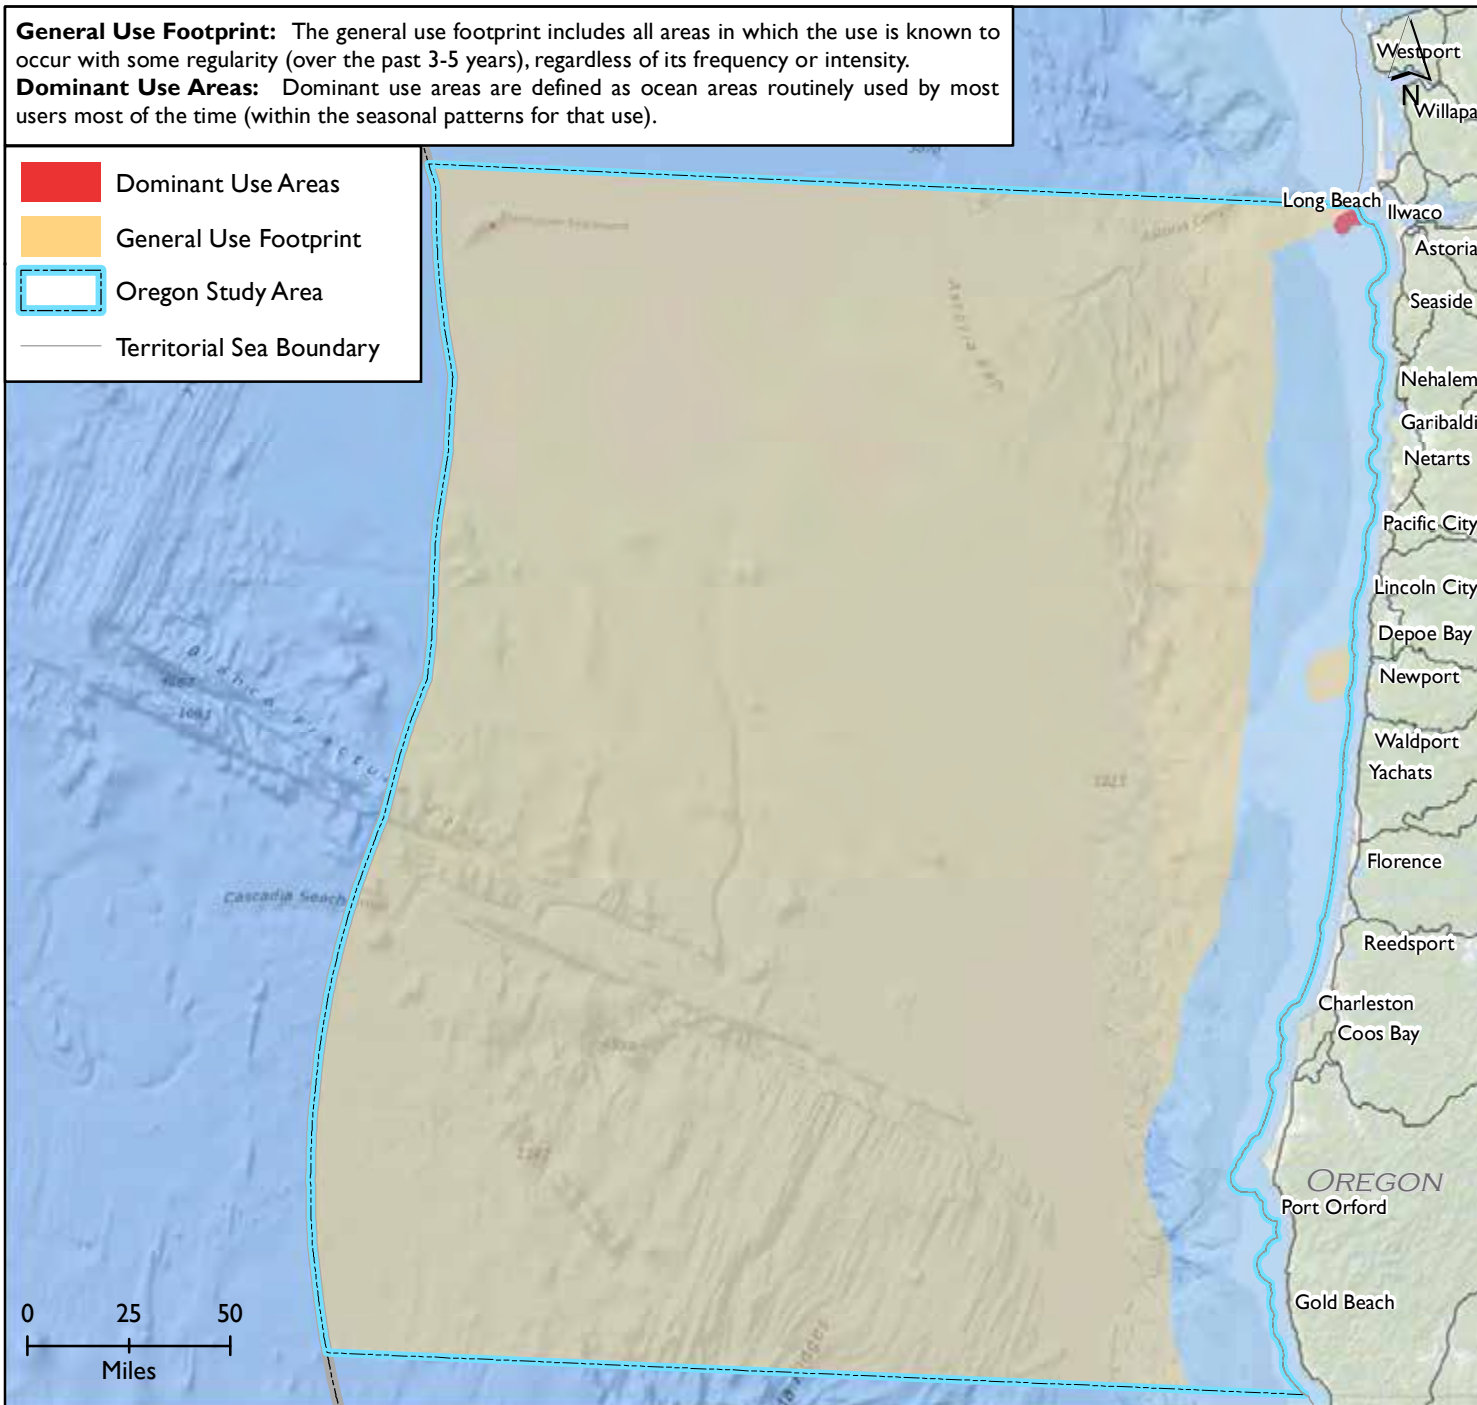 General Use Footprint: The general use footprint includes all areas in which the use is known to
occur with some regularity (over the past 3-5 years), regardless of its frequency or intensity.
Dominant Use Areas: Dominant use areas are defined as ocean areas routinely used by most
users most of the time (within the seasonal patterns for that use).
Dominant Use Areas
General Use Footprint
Oregon Study Area
Territorial Sea Boundary
Westport
N
Willapa
Long Beach
Ilwaco
Astoria
Seaside
Nehalem
Garibaldi
Netarts
Pacific City
Lincoln City
Depoe Bay
Newport
Waldport
Yachats
Florence
Reedsport
Charleston
Coos Bay
OREGON
Port Orford
Gold Beach
Astoria
Cascadia
0 25 50
Miles